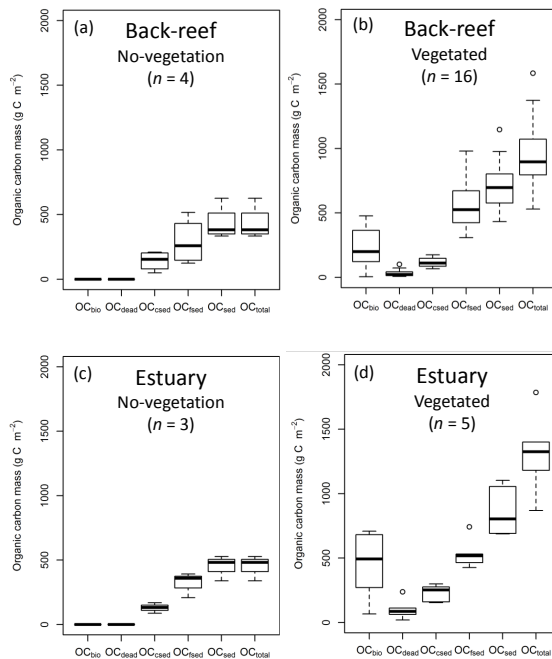 (a) Back-reef
No-vegetation
(n = 4)
Organic carbon mass (g C m⁻²)
2000
1500
1000
500
0
OCbio OCdead OCcsed OCfsed OCsed OCtotal
(b) Back-reef
Vegetated
(n = 16)
Organic carbon mass (g C m⁻²)
2000
1500
1000
500
0
OCbio OCdead OCcsed OCfsed OCsed OCtotal
(c) Estuary
No-vegetation
(n = 3)
Organic carbon mass (g C m⁻²)
2000
1500
1000
500
0
OCbio OCdead OCcsed OCfsed OCsed OCtotal
(d) Estuary
Vegetated
(n = 5)
Organic carbon mass (g C m⁻²)
2000
1500
1000
500
0
OCbio OCdead OCcsed OCfsed OCsed OCtotal